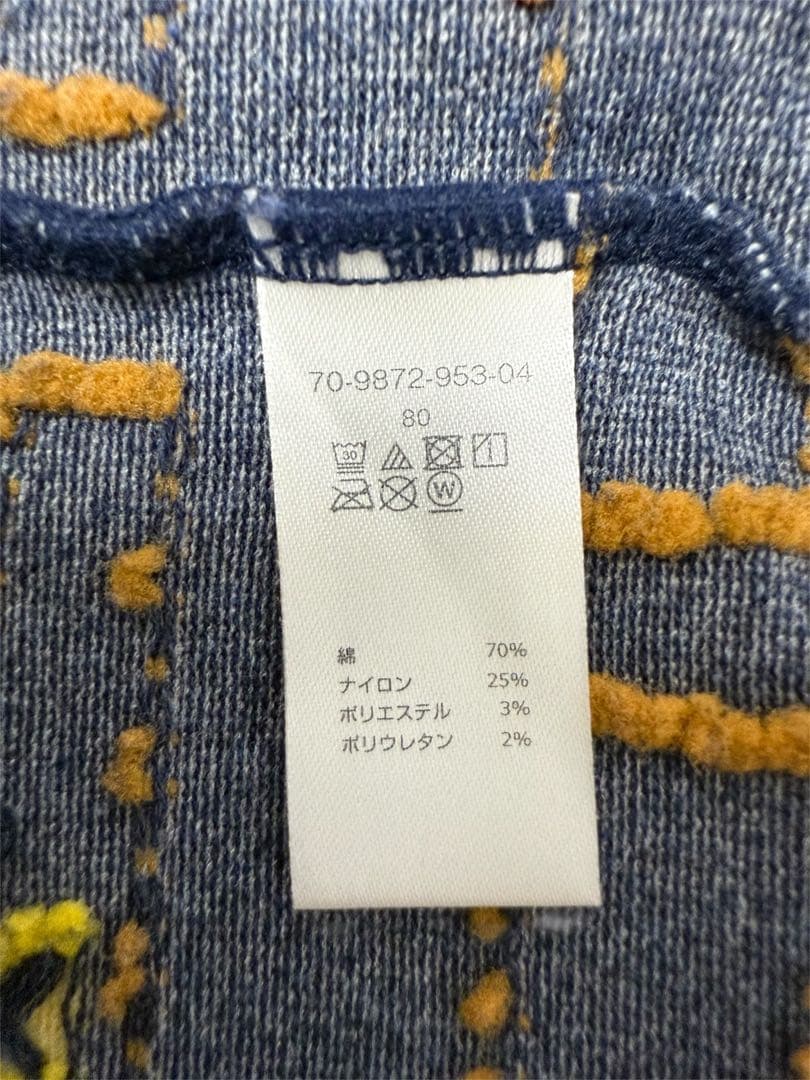 70-9872-953-04
80
30
W
綿 70%
ナイロン 25%
ポリエステル 3%
ポリウレタン 2%